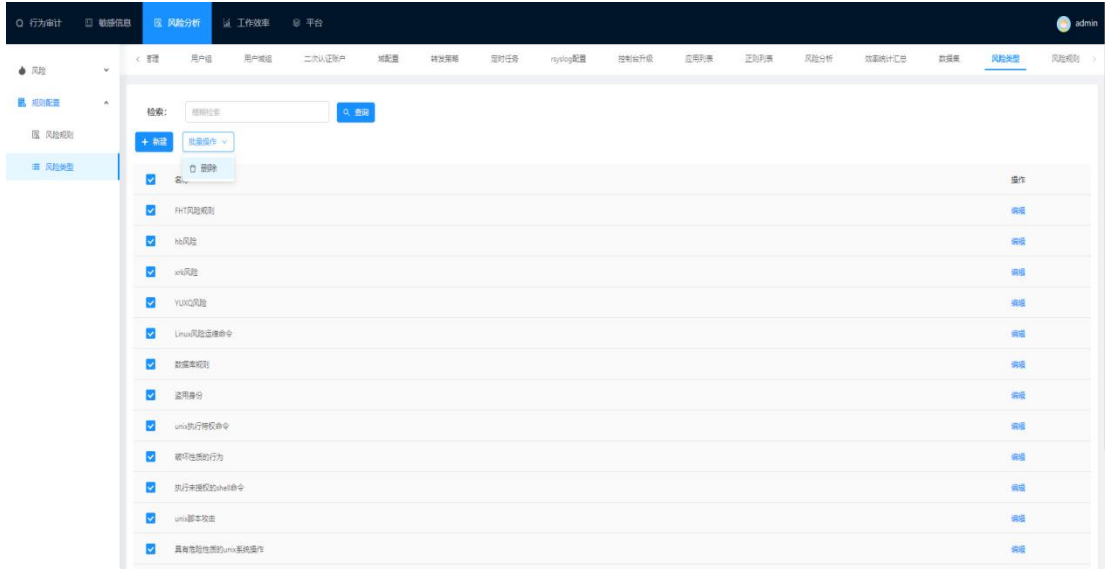 行为审计 敏感信息 风险分析 工作效率 平台 admin
风险
规则配置
风险规则
风险类型
< 管理 用户组 用户域组 二次认证账户 域配置 转发策略 定时任务 rsyslog配置 控制台升级 应用列表 正则列表 风险分析 效率统计汇总 数据集 风险类型 风险规则 >
检索: 模糊检索 查询
+ 新建 批量操作
删除
操作
FHT风险规则 编辑
hb风险 编辑
xrk风险 编辑
YUXQ风险 编辑
Linux风险运维命令 编辑
数据库规则 编辑
盗用身份 编辑
unix执行特权命令 编辑
破坏性质的行为 编辑
执行未授权的shell命令 编辑
unix脚本攻击 编辑
具有危险性质的unix系统操作 编辑